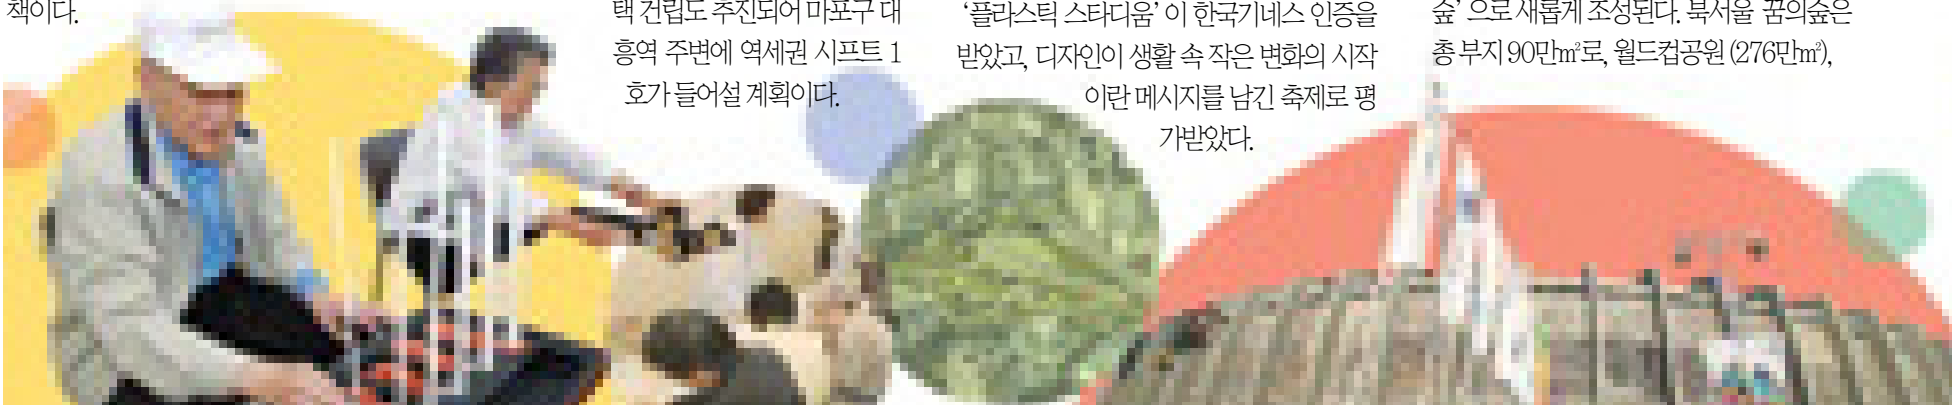 책이다.
택 건립도 추진되어 마포구 대
흥역 주변에 역세권 시프트 1
호가 들어설 계획이다.
‘플라스틱 스타디움’이 한국기네스 인증을
받았고, 디자인이 생활 속 작은 변화의 시작
이란 메시지를 남긴 축제로 평
가받았다.
숲’으로 새롭게 조성된다. 북서울 꿈의숲은
총 부지 90만㎡로, 월드컵공원(276만㎡),